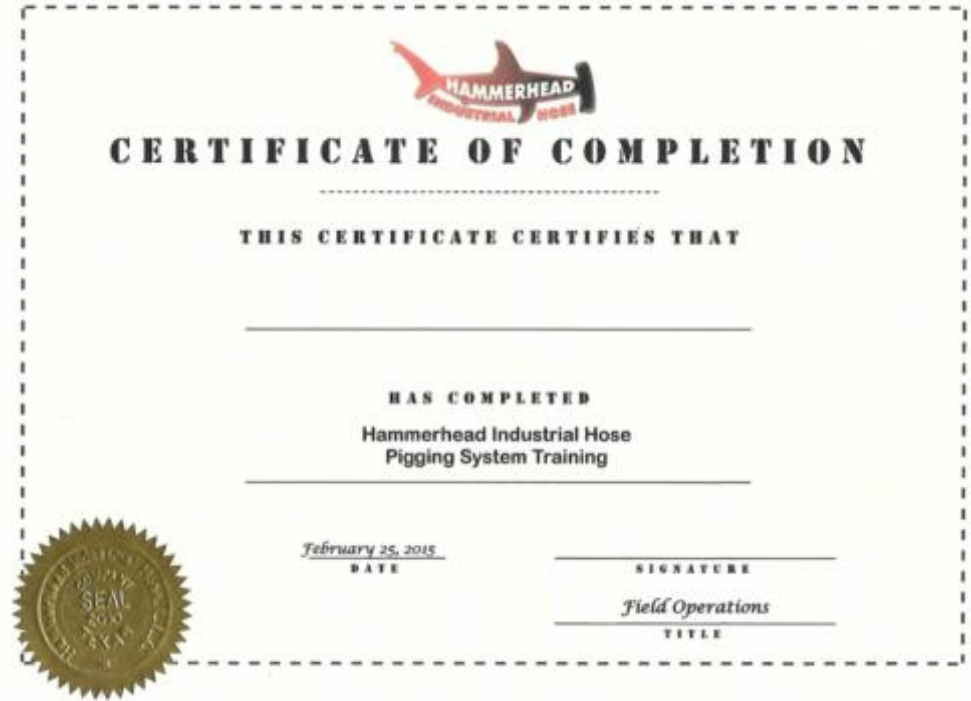 HAMMERHEAD
INDUSTRIAL HOSE
CERTIFICATE OF COMPLETION
THIS CERTIFICATE CERTIFIES THAT
HAS COMPLETED
Hammerhead Industrial Hose
Pigging System Training
February 25, 2015
DATE
SIGNATURE
Field Operations
TITLE
SEAL
TEXAS